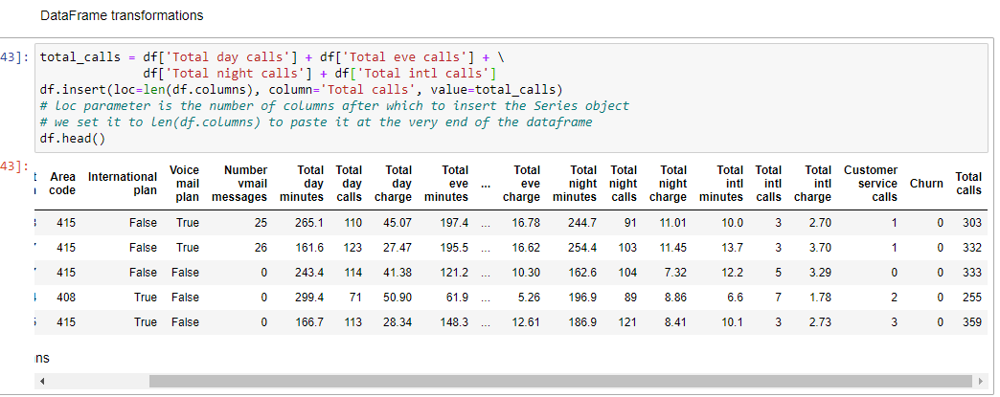 DataFrame transformations
43]: total_calls = df['Total day calls'] + df['Total eve calls'] + \
df['Total night calls'] + df['Total intl calls']
df.insert(loc=len(df.columns), column='Total calls', value=total_calls)
# loc parameter is the number of columns after which to insert the Series object
# we set it to len(df.columns) to paste it at the very end of the dataframe
df.head()
43]:
Area code International plan Voice mail plan Number vmail messages Total day minutes Total day calls Total day charge Total eve minutes ... Total eve charge Total night minutes Total night calls Total night charge Total intl minutes Total intl calls Total intl charge Customer service calls Churn Total calls
415 False True 25 265.1 110 45.07 197.4 ... 16.78 244.7 91 11.01 10.0 3 2.70 1 0 303
415 False True 26 161.6 123 27.47 195.5 ... 16.62 254.4 103 11.45 13.7 3 3.70 1 0 332
415 False False 0 243.4 114 41.38 121.2 ... 10.30 162.6 104 7.32 12.2 5 3.29 0 0 333
408 True False 0 299.4 71 50.90 61.9 ... 5.26 196.9 89 8.86 6.6 7 1.78 2 0 255
415 True False 0 166.7 113 28.34 148.3 ... 12.61 186.9 121 8.41 10.1 3 2.73 3 0 359